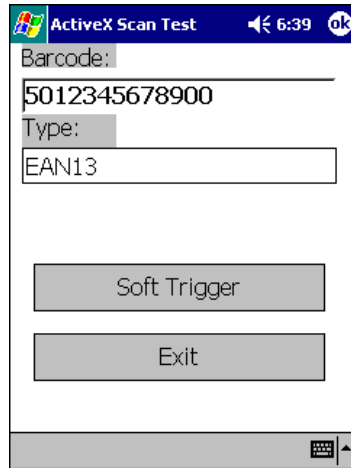 ActiveX Scan Test 6:39 ok
Barcode:
5012345678900
Type:
EAN13
Soft Trigger
Exit